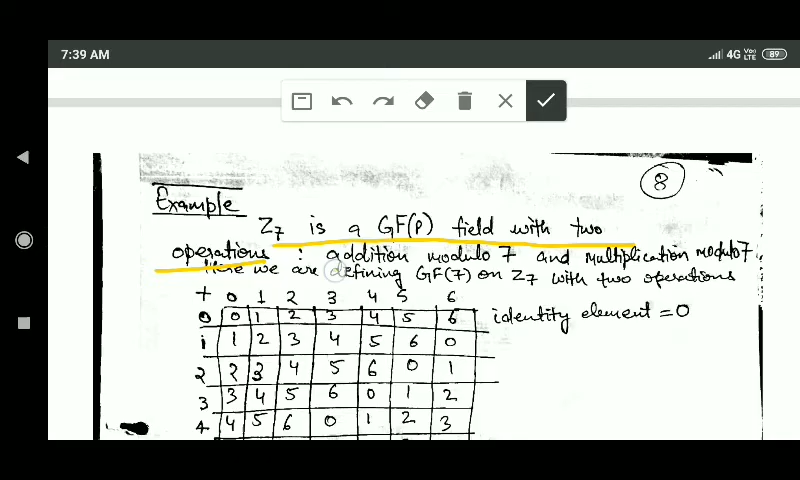 7:39 AM
4G Vo) LTE 89
8
Example
Z7 is a GF(P) field with two
operations : addition modulo 7 and multiplication modulo 7
Here we are defining GF(7) on Z7 with two operations
+ 0 1 2 3 4 5 6
0 0 1 2 3 4 5 6 identity element = 0
1 1 2 3 4 5 6 0
2 2 3 4 5 6 0 1
3 3 4 5 6 0 1 2
4 4 5 6 0 1 2 3